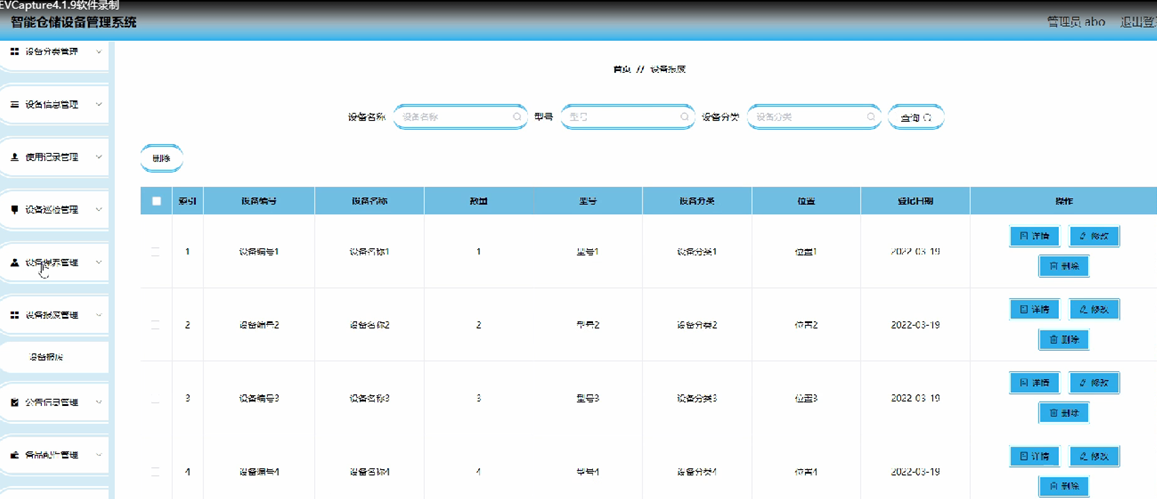 EVCapture4.1.9软件录制
智能仓储设备管理系统
管理员 abo 退出登
设备分类管理
设备信息管理
使用记录管理
设备巡检管理
设备保养管理
设备报废管理
设备报废
公告信息管理
备品配件管理
首页 // 设备报废
设备名称 设备名称 型号 型号 设备分类 设备分类 查询
删除
索引 设备编号 设备名称 数量 型号 设备分类 位置 登记日期 操作
1 设备编号1 设备名称1 1 型号1 设备分类1 位置1 2022-03-19 详情 修改
删除
2 设备编号2 设备名称2 2 型号2 设备分类2 位置2 2022-03-19 详情 修改
删除
3 设备编号3 设备名称3 3 型号3 设备分类3 位置3 2022-03-19 详情 修改
删除
4 设备编号4 设备名称4 4 型号4 设备分类4 位置4 2022-03-19 详情 修改
删除